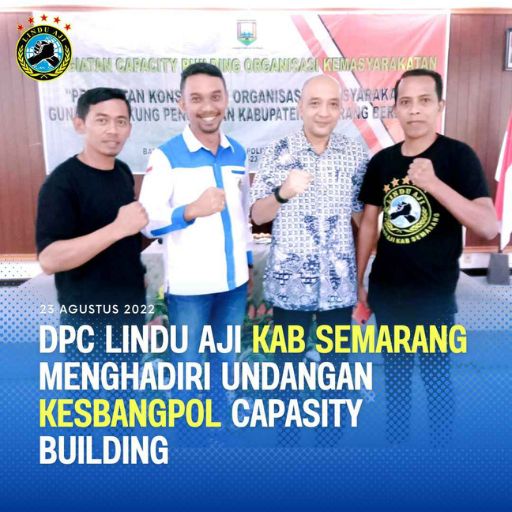 LINDU AJI
KEGIATAN CAPACITY BUILDING ORGANISASI KEMASYARAKATAN
ORGANISASI
GUNA
KABUPATEN
LINDU AJI
KAB SEMARANG
23 AGUSTUS 2022
DPC LINDU AJI KAB SEMARANG
MENGHADIRI UNDANGAN
KESBANGPOL CAPASITY
BUILDING